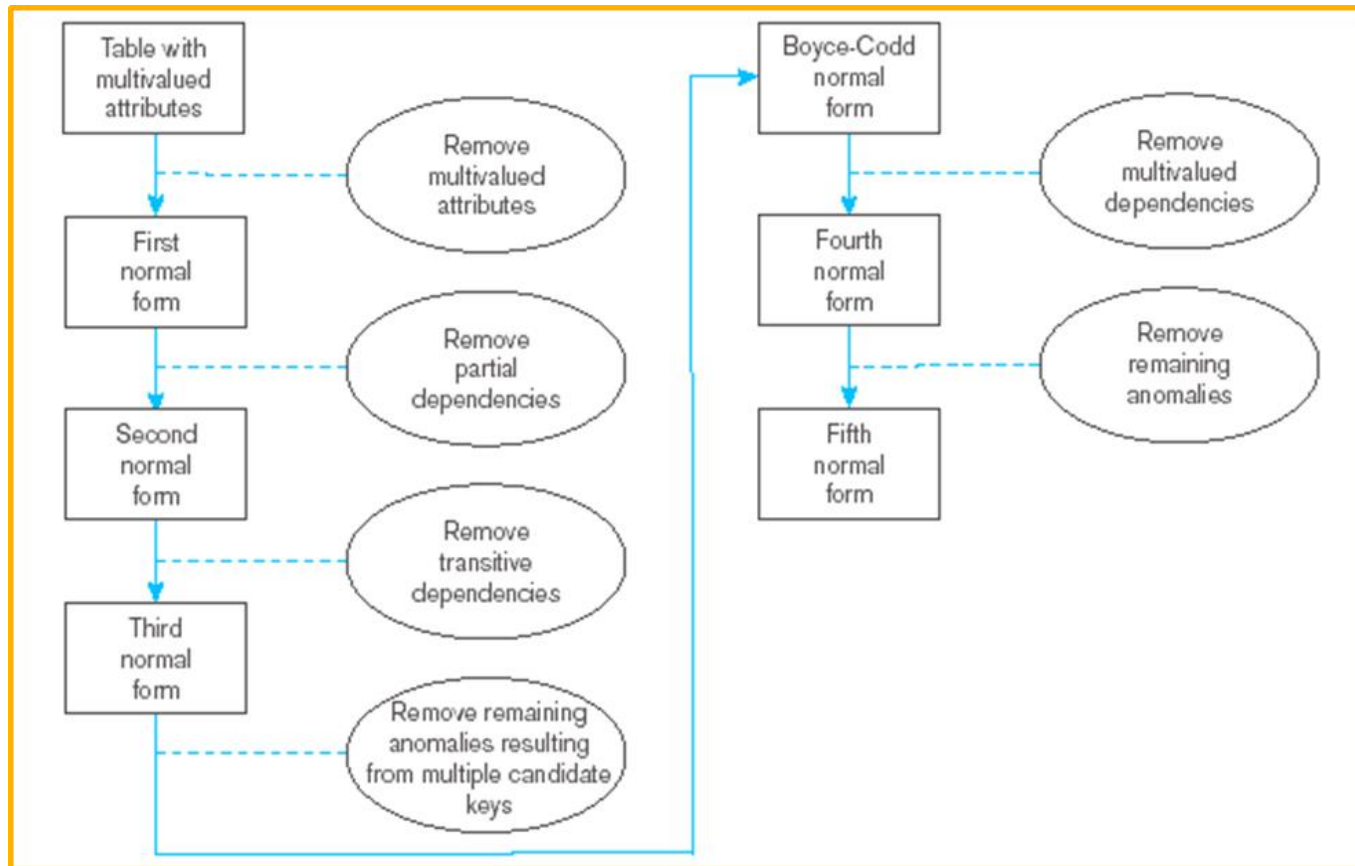 Table with
multivalued
attributes
Remove
multivalued
attributes
First
normal
form
Remove
partial
dependencies
Second
normal
form
Remove
transitive
dependencies
Third
normal
form
Remove remaining
anomalies resulting
from multiple candidate
keys
Boyce-Codd
normal
form
Remove
multivalued
dependencies
Fourth
normal
form
Remove
remaining
anomalies
Fifth
normal
form